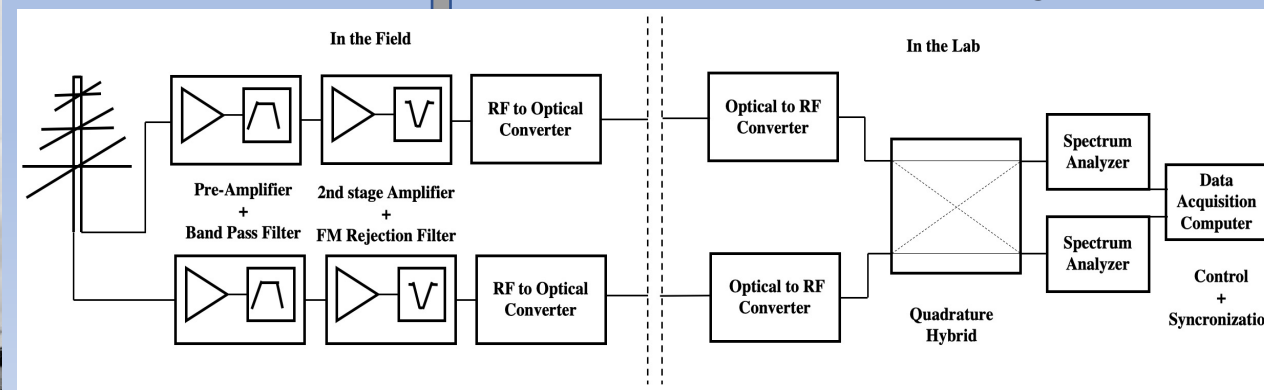 In the Field
In the Lab
RF to Optical
Converter
Optical to RF
Converter
Spectrum
Analyzer
Pre-Amplifier
+
Band Pass Filter
2nd stage Amplifier
+
FM Rejection Filter
Data
Acquisition
Computer
RF to Optical
Converter
Optical to RF
Converter
Spectrum
Analyzer
Quadrature
Hybrid
Control
+
Syncronizatio